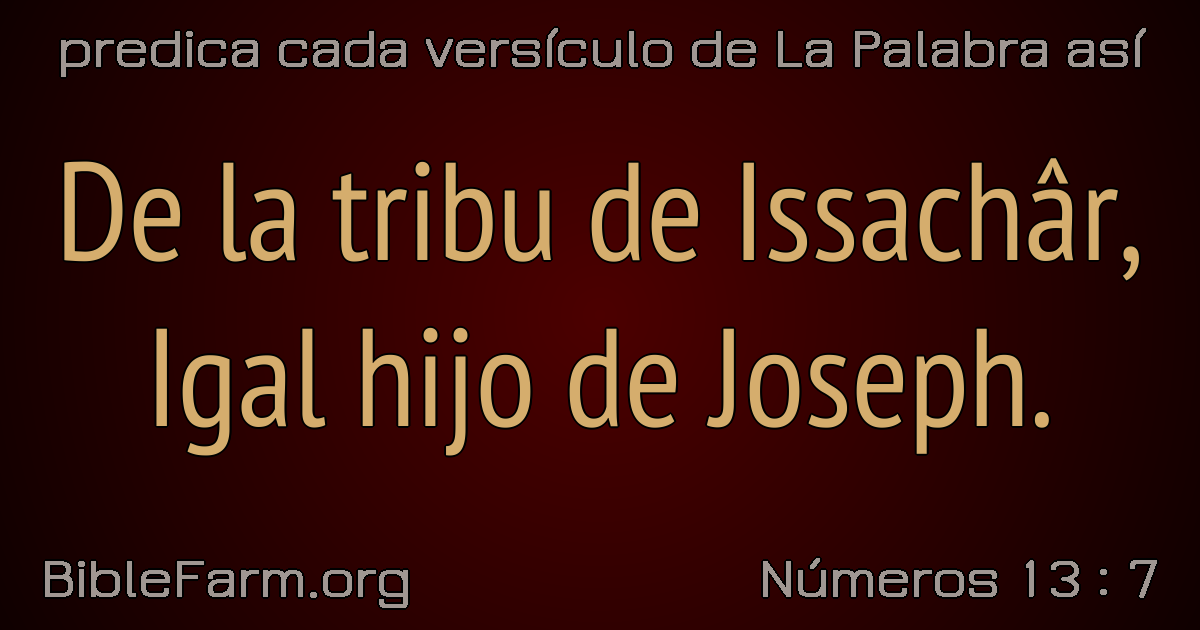 predica cada versículo de La Palabra así
De la tribu de Issachâr,
Igal hijo de Joseph.
BibleFarm.org
Números 13 : 7